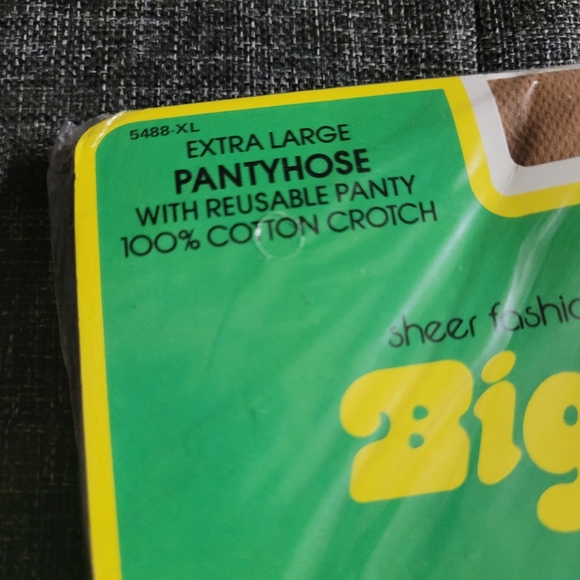 5488-XL
EXTRA LARGE
PANTYHOSE
WITH REUSABLE PANTY
100% COTTON CROTCH
sheer fashio
Big